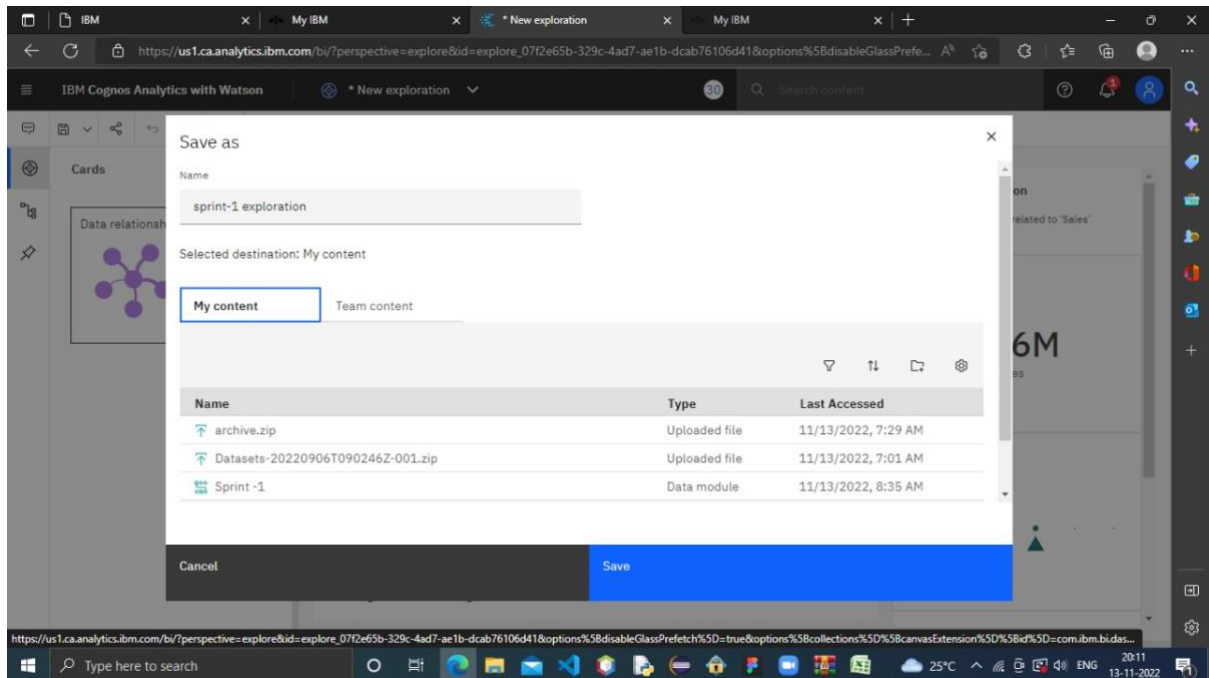 IBM
My IBM
* New exploration
My IBM
https://us1.ca.analytics.ibm.com/bi/?perspective=explore&id=explore_07f2e65b-329c-4ad7-ae1b-dcab76106d41&options%5BdisableGlassPrefe...
IBM Cognos Analytics with Watson
* New exploration
30
Search content
1
Cards
Data relationsh
Save as
Name
sprint-1 exploration
Selected destination: My content
My content
Team content
Name Type Last Accessed
archive.zip Uploaded file 11/13/2022, 7:29 AM
Datasets-20220906T090246Z-001.zip Uploaded file 11/13/2022, 7:01 AM
Sprint -1 Data module 11/13/2022, 8:35 AM
Cancel
Save
on
related to 'Sales'
6M
es
https://us1.ca.analytics.ibm.com/bi/?perspective=explore&id=explore_07f2e65b-329c-4ad7-ae1b-dcab76106d41&options%5BdisableGlassPrefetch%5D=true&options%5Bcollections%5D%5BcanvasExtension%5D%5Bid%5D=com.ibm.bi.das...
Type here to search
25°C
ENG
20:11
13-11-2022